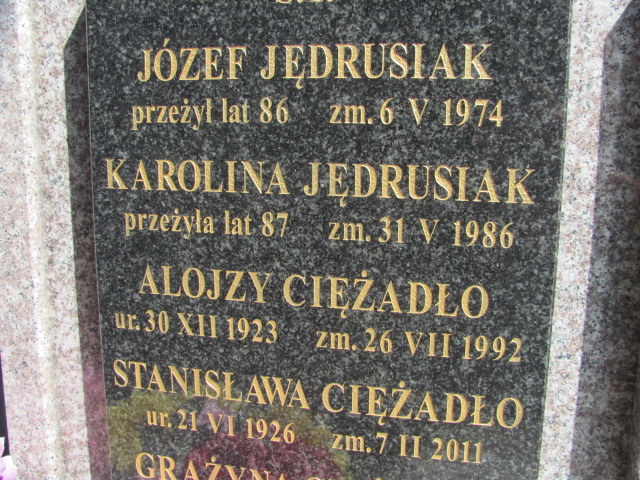 JÓZEF JĘDRUSIAK
przeżył lat 86 zm. 6 V 1974
KAROLINA JĘDRUSIAK
przeżyła lat 87 zm. 31 V 1986
ALOJZY CIĘŻADŁO
ur. 30 XII 1923 zm. 26 VII 1992
STANISŁAWA CIĘŻADŁO
ur. 21 VI 1926 zm. 7 II 2011
GRAŻYNA